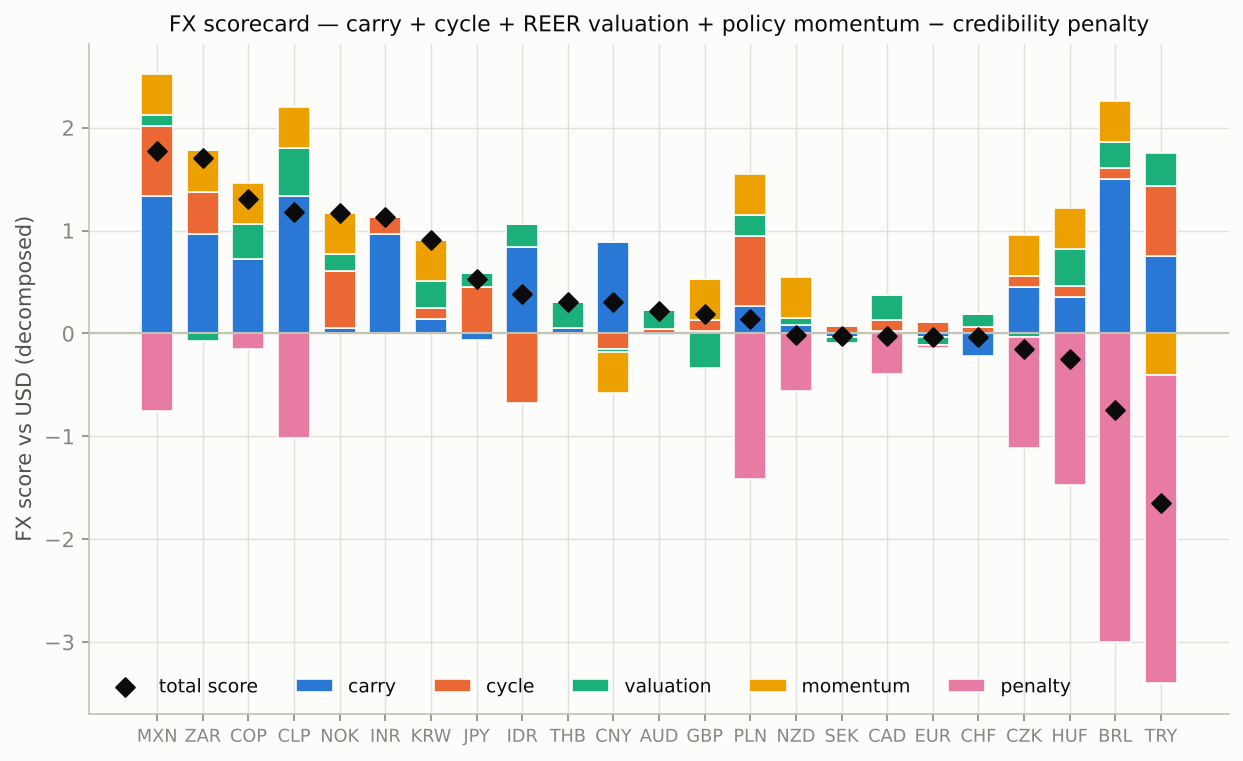 FX scorecard — carry + cycle + REER valuation + policy momentum − credibility penalty
FX score vs USD (decomposed)
2
1
0
−1
−2
−3
total score carry cycle valuation momentum penalty
MXN ZAR COP CLP NOK INR KRW JPY IDR THB CNY AUD GBP PLN NZD SEK CAD EUR CHF CZK HUF BRL TRY